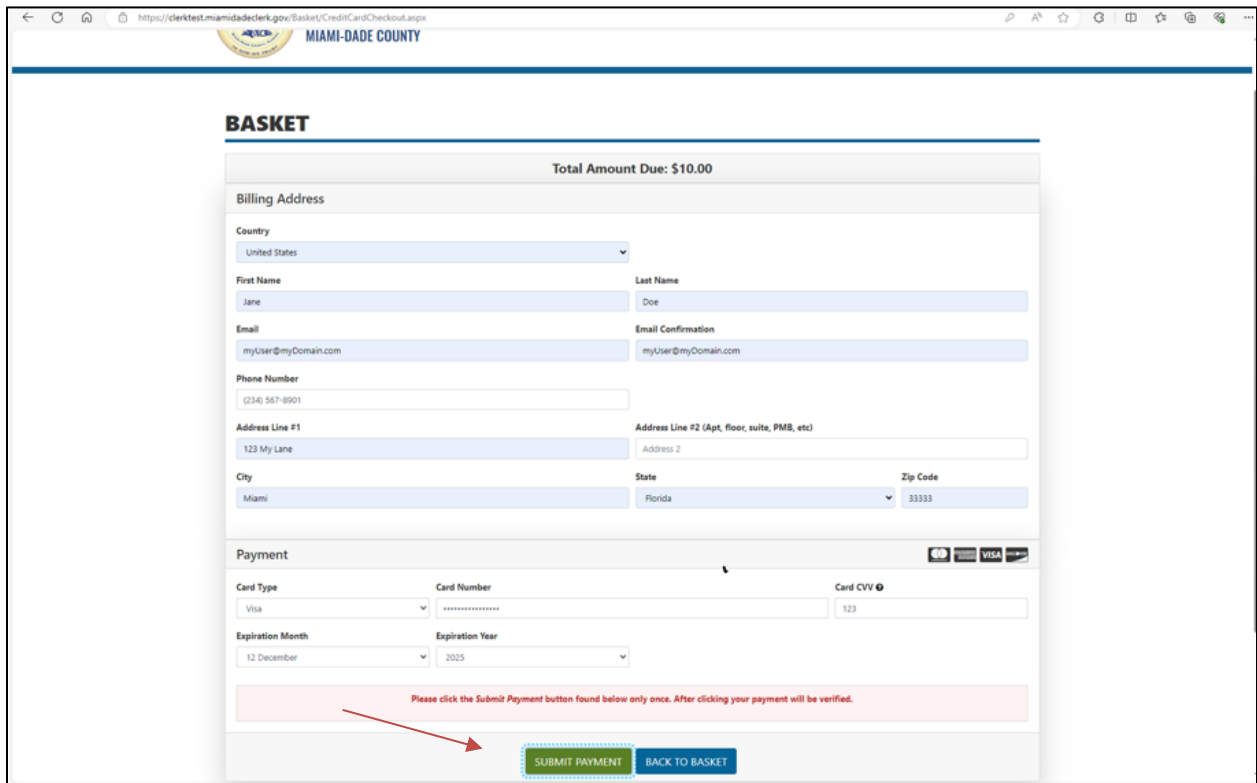 https://clerktest.miamidadeclerk.gov/Basket/CreditCardCheckout.aspx
MIAMI-DADE COUNTY
BASKET
Total Amount Due: $10.00
Billing Address
Country
United States
First Name Last Name
Jane Doe
Email Email Confirmation
myUser@myDomain.com myUser@myDomain.com
Phone Number
(234) 567-8901
Address Line #1 Address Line #2 (Apt, floor, suite, PMB, etc)
123 My Lane Address 2
City State Zip Code
Miami Florida 33333
Payment VISA
Card Type Card Number Card CVV
Visa 123
Expiration Month Expiration Year
12 December 2025
Please click the Submit Payment button found below only once. After clicking your payment will be verified.
SUBMIT PAYMENT BACK TO BASKET